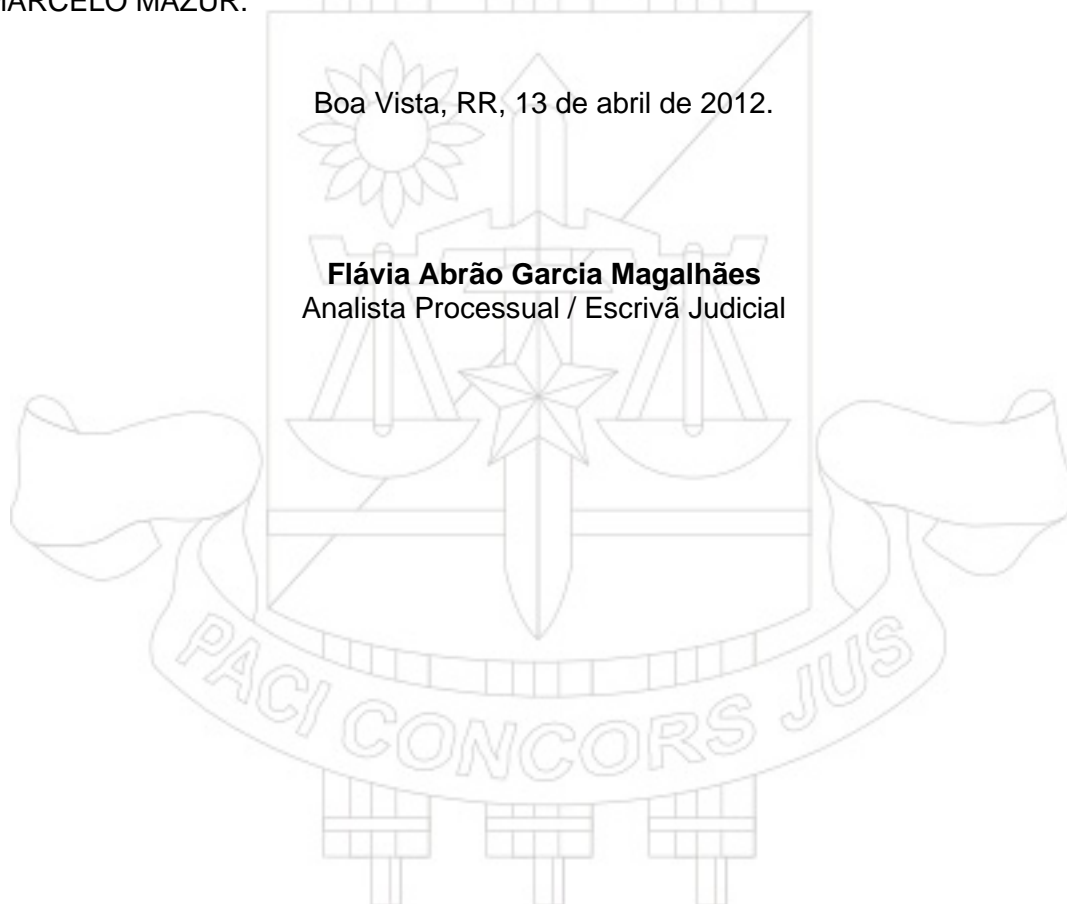 MARCELO MAZUR.
Boa Vista, RR, 13 de abril de 2012.
Flávia Abrão Garcia Magalhães
Analista Processual / Escrivã Judicial
PACI CONCORS JUS